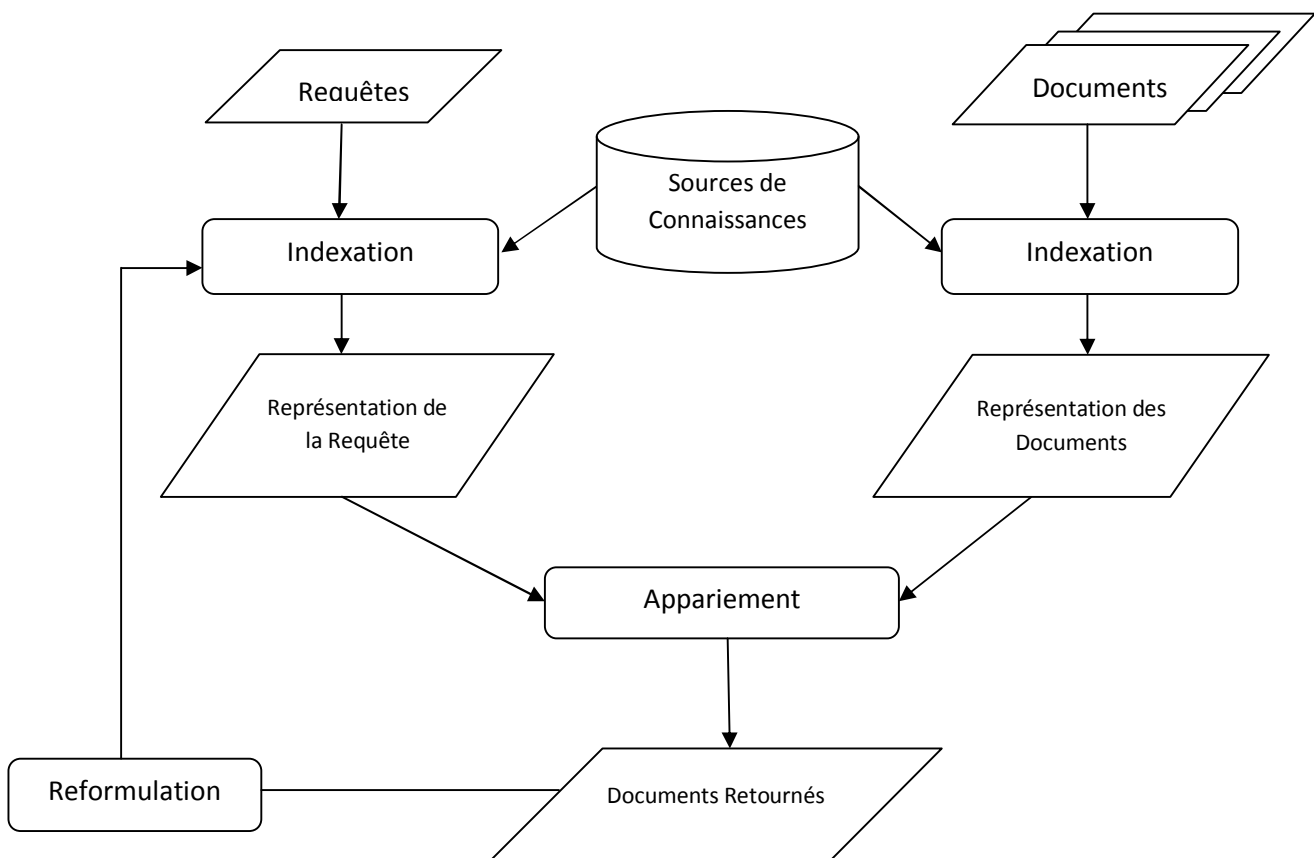 Requêtes
Documents
Sources de
Connaissances
Indexation
Indexation
Représentation de
la Requête
Représentation des
Documents
Appariement
Reformulation
Documents Retournés